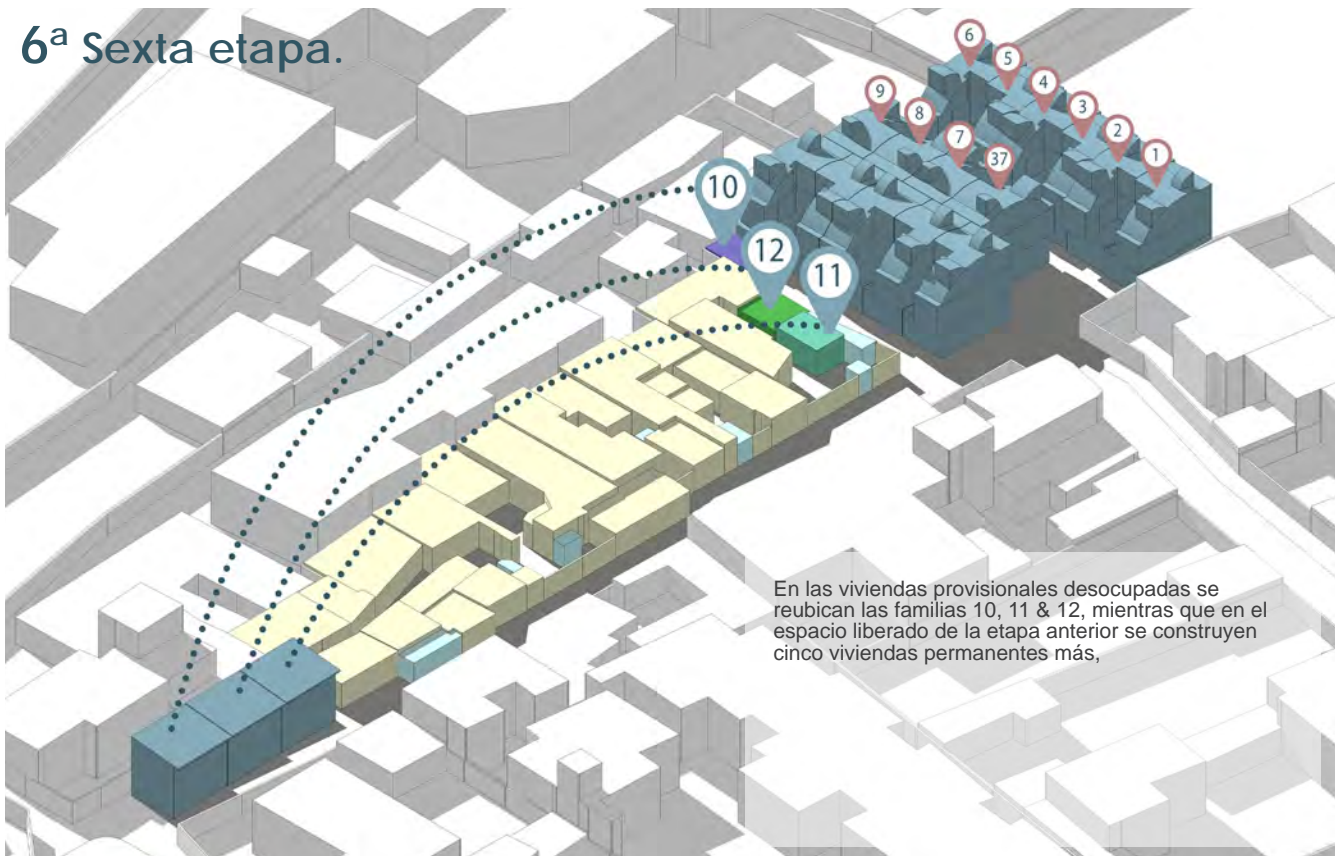 6ª Sexta etapa.
6
5
4
3
2
1
9
8
7
37
10
12
11
En las viviendas provisionales desocupadas se
reubican las familias 10, 11 & 12, mientras que en el
espacio liberado de la etapa anterior se construyen
cinco viviendas permanentes más,